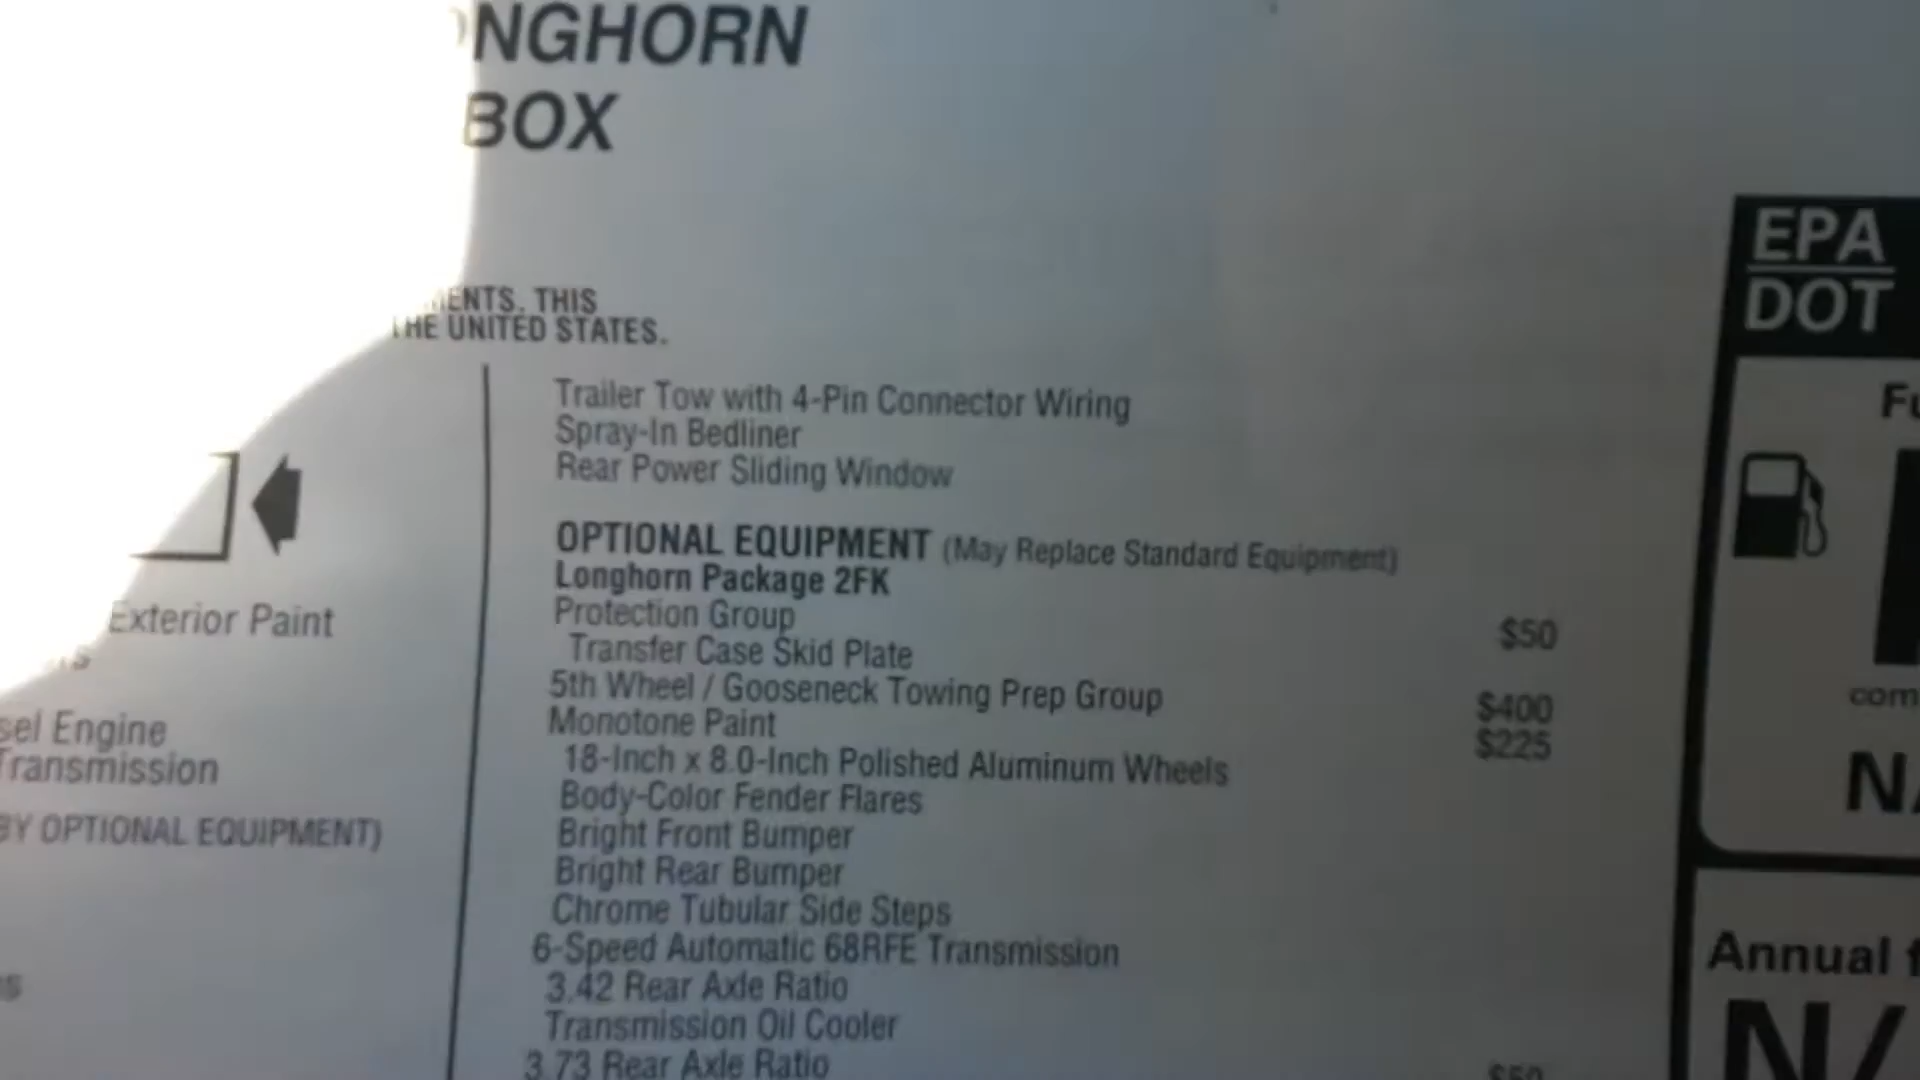 NGHORN
BOX
ENTS. THIS
THE UNITED STATES.
Exterior Paint
sel Engine
Transmission
BY OPTIONAL EQUIPMENT)
Trailer Tow with 4-Pin Connector Wiring
Spray-In Bedliner
Rear Power Sliding Window
OPTIONAL EQUIPMENT (May Replace Standard Equipment)
Longhorn Package 2FK
Protection Group $50
Transfer Case Skid Plate
5th Wheel / Gooseneck Towing Prep Group $400
Monotone Paint $225
18-Inch x 8.0-Inch Polished Aluminum Wheels
Body-Color Fender Flares
Bright Front Bumper
Bright Rear Bumper
Chrome Tubular Side Steps
6-Speed Automatic 68RFE Transmission
3.42 Rear Axle Ratio
Transmission Oil Cooler
3.73 Rear Axle Ratio $50
EPA
DOT
Fu
com
N/
Annual f
N/